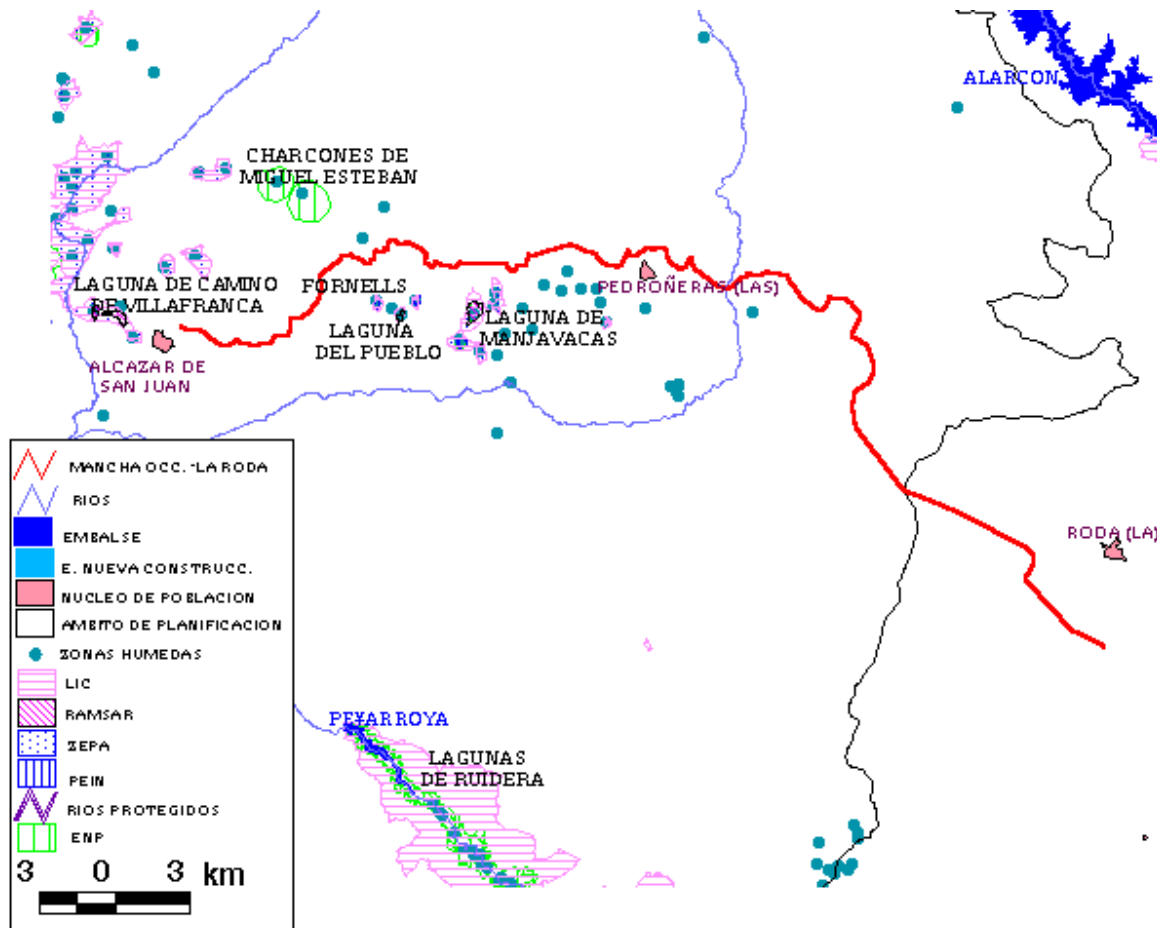 ALARCON
CHARCONES DE
MIGUEL ESTEBAN
LAGUNA DE CAMINO
DE VILLAFRANCA
FORNELLS
PEDROÑERAS (LAS)
LAGUNA
DEL PUEBLO
LAGUNA DE
MANJAVACAS
ALCAZAR DE
SAN JUAN
RODA (LA)
PEYARROYA
LAGUNAS
DE RUIDERA
MANCHA OCC. -LA RODA
RIOS
EMBALSE
E. NUEVA CONSTRUCC.
NUCLEO DE POBLACION
AMBITO DE PLANIFICACION
ZONAS HUMEDAS
LIC
RAMSAR
ZEPA
PEIN
RIOS PROTEGIDOS
ENP
3 0 3 km